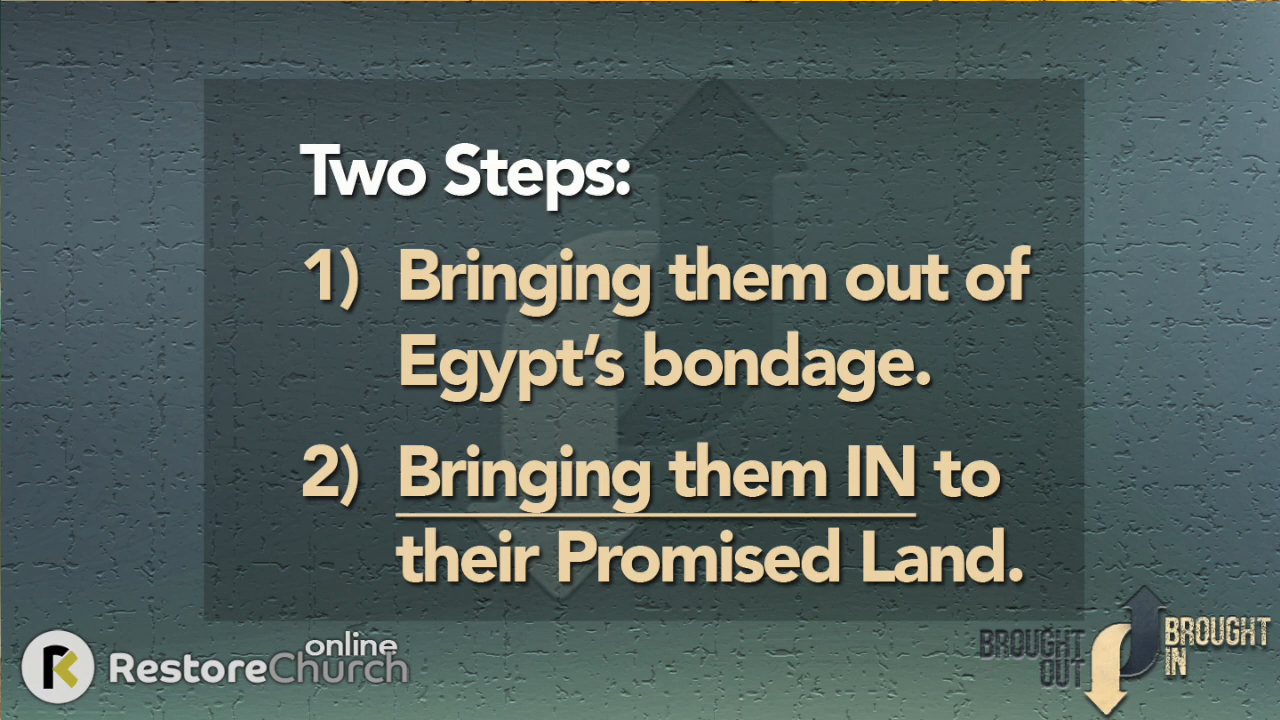 Two Steps:
1) Bringing them out of
Egypt’s bondage.
2) Bringing them IN to
their Promised Land.
online
RestoreChurch
BROUGHT
OUT
BROUGHT
IN